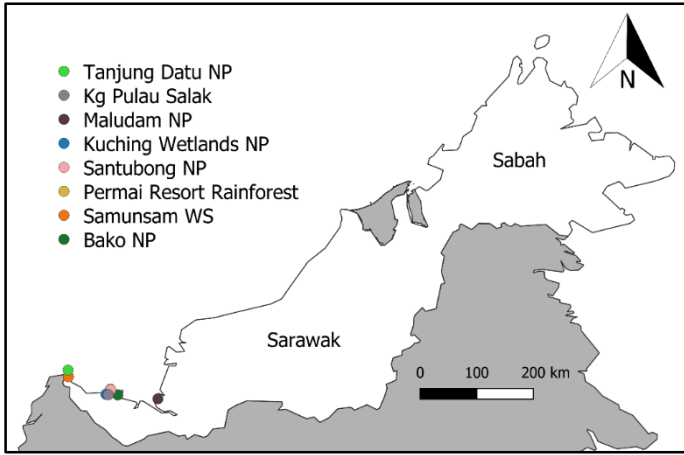 Tanjung Datu NP
Kg Pulau Salak
Maludam NP
Kuching Wetlands NP
Santubong NP
Permai Resort Rainforest
Samunsam WS
Bako NP
N
Sabah
Sarawak
0 100 200 km